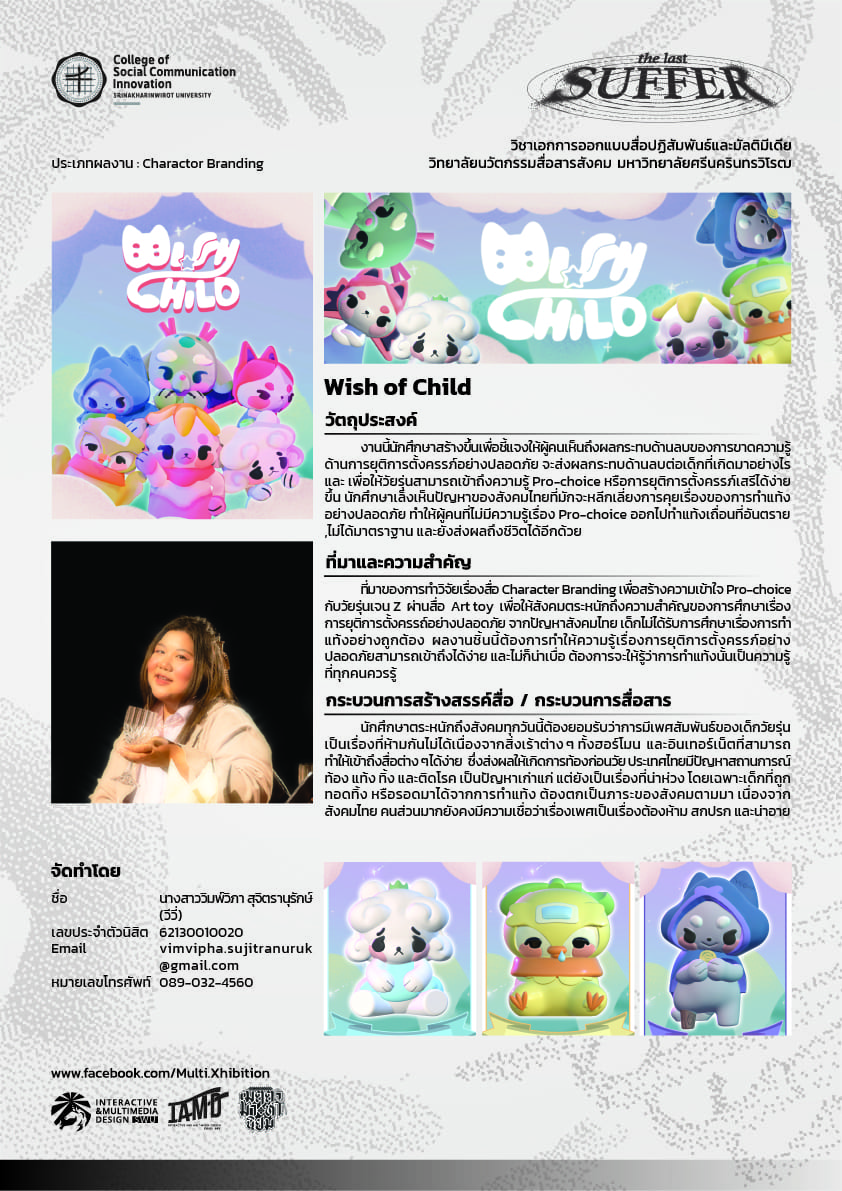 College of
Social Communication
Innovation
SRINAKHARINWIROT UNIVERSITY
the last
SUFFER
วิชาเอกการออกแบบสื่อปฏิสัมพันธ์และมัลติมีเดีย
ประเภทผลงาน : Charactor Branding
วิทยาลัยนวัตกรรมสื่อสารสังคม มหาวิทยาลัยศรีนครินทรวิโรฒ
WISH
CHILD
WISH
CHILD
Wish of Child
วัตถุประสงค์
งานนี้นักศึกษาสร้างขึ้นเพื่อชี้แจงให้ผู้คนเห็นถึงผลกระทบด้านลบของการขาดความรู้
ด้านการยุติการตั้งครรภ์อย่างปลอดภัย จะส่งผลกระทบด้านลบต่อเด็กที่เกิดมาอย่างไร
และ เพื่อให้วัยรุ่นสามารถเข้าถึงความรู้ Pro-choice หรือการยุติการตั้งครรภ์เสรีได้ง่าย
ขึ้น นักศึกษาเล็งเห็นปัญหาของสังคมไทยที่มักจะหลีกเลี่ยงการคุยเรื่องของการทำแท้ง
อย่างปลอดภัย ทำให้ผู้คนที่ไม่มีความรู้เรื่อง Pro-choice ออกไปทำแท้งเถื่อนที่อันตราย
,ไม่ได้มาตราฐาน และยังส่งผลถึงชีวิตได้อีกด้วย
ที่มาและความสำคัญ
ที่มาของการทำวิจัยเรื่องสื่อ Character Branding เพื่อสร้างความเข้าใจ Pro-choice
กับวัยรุ่นเจน Z ผ่านสื่อ Art toy เพื่อให้สังคมตระหนักถึงความสำคัญของการศึกษาเรื่อง
การยุติการตั้งครรถ์อย่างปลอดภัย จากปัญหาสังคมไทย เด็กไม่ได้รับการศึกษาเรื่องการทำ
แท้งอย่างถูกต้อง ผลงานชิ้นนี้ต้องการทำให้ความรู้เรื่องการยุติการตั้งครรภ์อย่าง
ปลอดภัยสามารถเข้าถึงได้ง่าย และไม่ก็น่าเบื่อ ต้องการจะให้รู้ว่าการทำแท้งนั้นเป็นความรู้
ที่ทุกคนควรรู้
กระบวนการสร้างสรรค์สื่อ / กระบวนการสื่อสาร
นักศึกษาตระหนักถึงสังคมทุกวันนี้ต้องยอมรับว่าการมีเพศสัมพันธ์ของเด็กวัยรุ่น
เป็นเรื่องที่ห้ามกันไม่ได้เนื่องจากสิ่งเร้าต่าง ๆ ทั้งฮอร์โมน และอินเทอร์เน็ตที่สามารถ
ทำให้เข้าถึงสื่อต่าง ๆ ได้ง่าย ซึ่งส่งผลให้เกิดการท้องก่อนวัย ประเทศไทยมีปัญหาสถานการณ์
ท้อง แท้ง ทิ้ง และติดโรค เป็นปัญหาเก่าแก่ แต่ยังเป็นเรื่องที่น่าห่วง โดยเฉพาะเด็กที่ถูก
ทอดทิ้ง หรือรอดมาได้จากการทำแท้ง ต้องตกเป็นภาระของสังคมตามมา เนื่องจาก
สังคมไทย คนส่วนมากยังคงมีความเชื่อว่าเรื่องเพศเป็นเรื่องต้องห้าม สกปรก และน่าอาย
จัดทำโดย
ชื่อ นางสาววิมพ์วิภา สุจิตรานุรักษ์
(วีวี่)
เลขประจำตัวนิสิต 62130010020
Email vimvipha.sujitranuruk
@gmail.com
หมายเลขโทรศัพท์ 089-032-4560
www.facebook.com/Multi.Xhibition
INTERACTIVE
&MULTIMEDIA
DESIGN SWU
IAMD